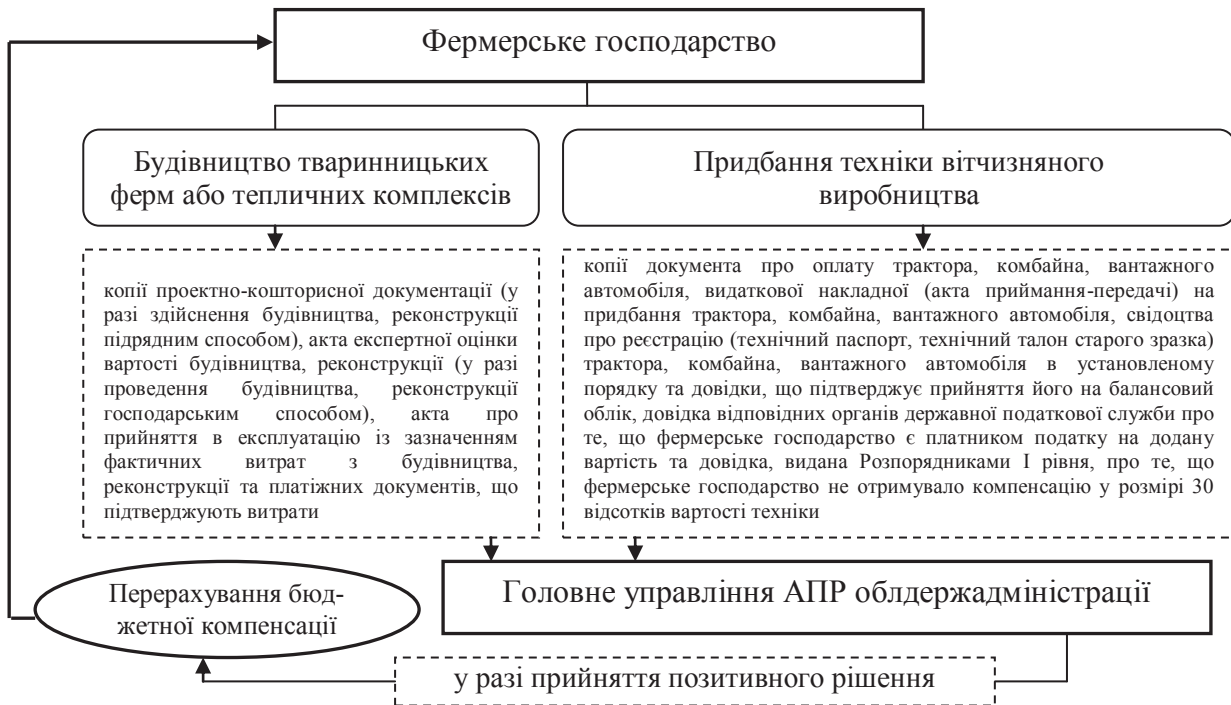 Фермерське господарство
Будівництво тваринницьких
ферм або тепличних комплексів
Придбання техніки вітчизняного
виробництва
копії проектно-кошторисної документації (у
разі здійснення будівництва, реконструкції
підрядним способом), акта експертної оцінки
вартості будівництва, реконструкції (у разі
проведення будівництва, реконструкції
господарським способом), акта про
прийняття в експлуатацію із зазначенням
фактичних витрат з будівництва,
реконструкції та платіжних документів, що
підтверджують витрати
копії документа про оплату трактора, комбайна, вантажного
автомобіля, видаткової накладної (акта приймання-передачі) на
придбання трактора, комбайна, вантажного автомобіля, свідоцтва
про реєстрацію (технічний паспорт, технічний талон старого зразка)
трактора, комбайна, вантажного автомобіля в установленому
порядку та довідки, що підтверджує прийняття його на балансовий
облік, довідка відповідних органів державної податкової служби про
те, що фермерське господарство є платником податку на додану
вартість та довідка, видана Розпорядниками І рівня, про те, що
фермерське господарство не отримувало компенсацію у розмірі 30
відсотків вартості техніки
Перерахування бюд-
жетної компенсації
Головне управління АПР облдержадміністрації
у разі прийняття позитивного рішення